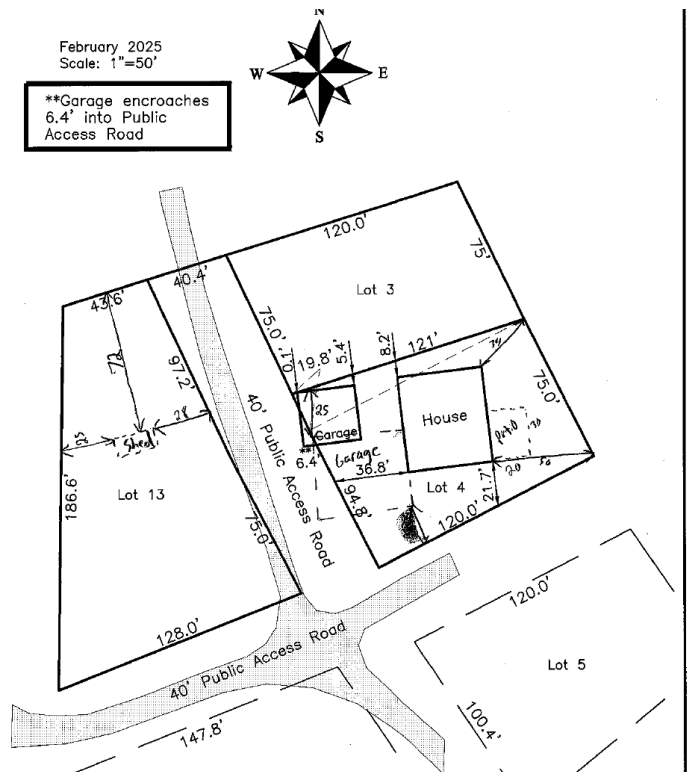 N
W
E
S
February 2025
Scale: 1"=50'
**Garage encroaches
6.4' into Public
Access Road
120.0'
40.4'
43.6'
75'
Lot 3
75.0'
0.1'
19.8'
5.4'
121'
8.2'
72
97.2'
25
28
Shed
40' Public Access Road
25
Garage
**
6.4'
Garage
36.8'
House
patio
30
75.0'
20
50
21.7'
Lot 4
94.8'
120.0'
186.6'
Lot 13
75.0'
128.0'
40' Public Access Road
147.8'
120.0'
Lot 5
100.4'